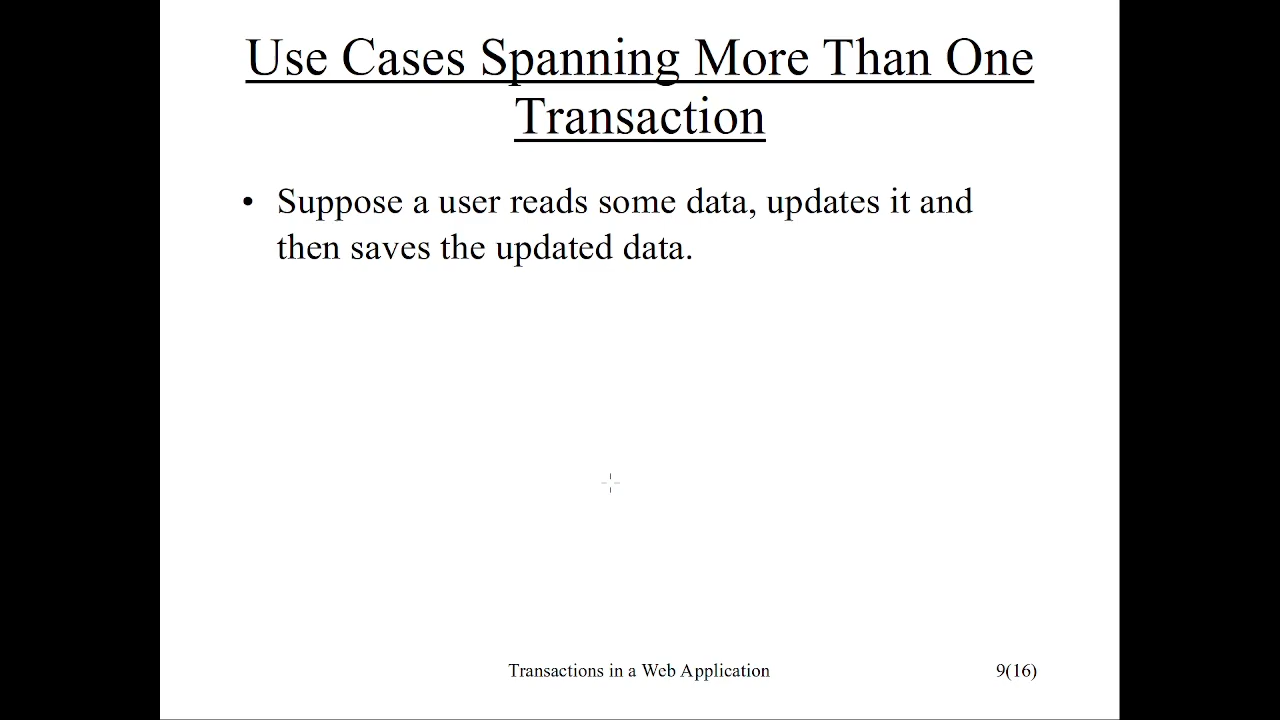 Use Cases Spanning More Than One
Transaction
• Suppose a user reads some data, updates it and
then saves the updated data.
Transactions in a Web Application
9(16)